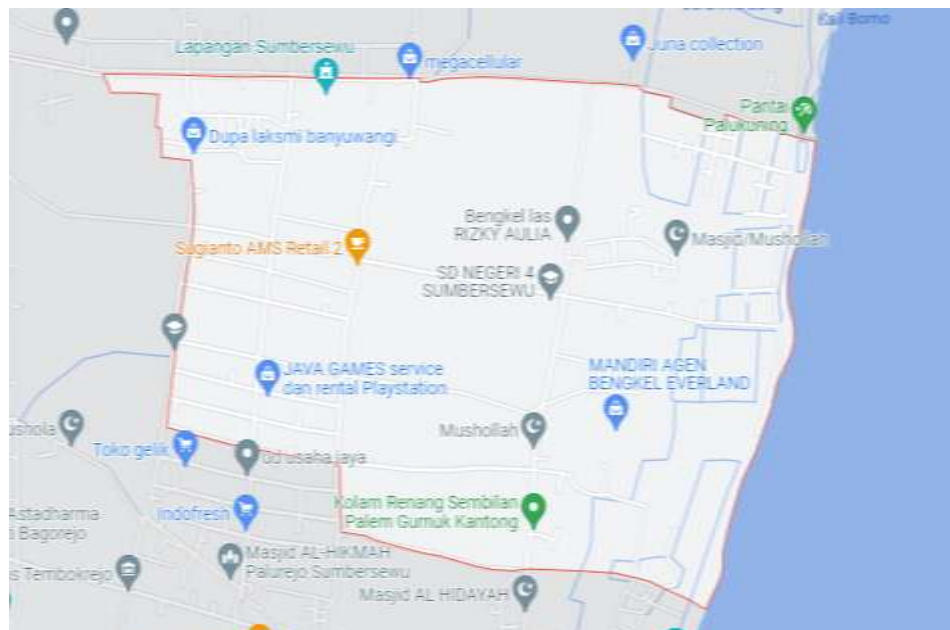 Kali Bomo
Lapangan Sumbersewu
megacellular
Juna collection
Pantai
Palukuning
Dupa laksmi banyuwangi
Bengkel las
RIZKY AULIA
Masjid/Mushollah
Sugianto AMS Retail 2
SD NEGERI 4
SUMBERSEWU
JAVA GAMES service
dan rental Playstation
MANDIRI AGEN
BENGKEL EVERLAND
ushola
Mushollah
Toko gelik
Ud usaha jaya
Indofresh
Kolam Renang Sembilan
Palem Gumuk Kantong
Astadharma
Bagorejo
Masjid AL-HIKMAH
Palurejo Sumbersewu
s Tembokrejo
Masjid AL HIDAYAH